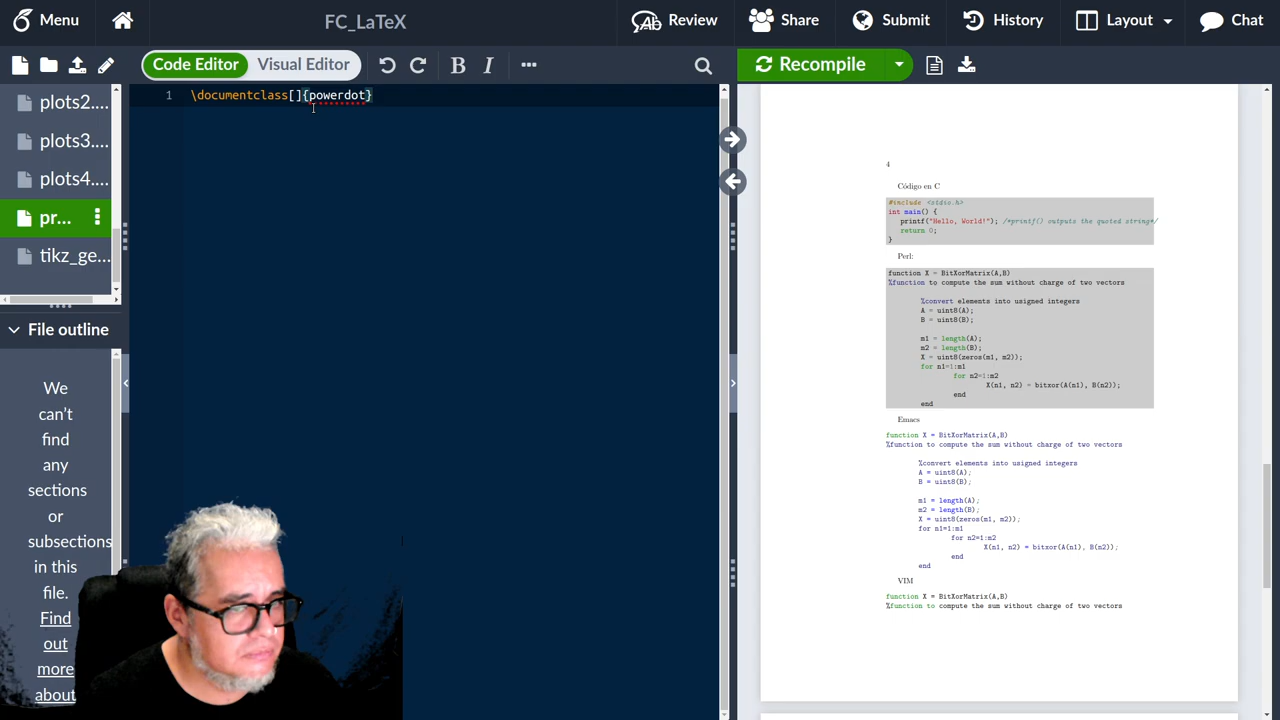 Menu
FC_LaTeX
Review
Share
Submit
History
Layout
Chat
Code Editor
Visual Editor
B
I
Recompile
plots2....
plots3....
plots4....
pr...
tikz_ge...
File outline
We
can't
find
any
sections
or
subsections
in this
file.
Find
out
more
about
1
\documentclass[]{powerdot}
4
Código en C
#include <stdio.h>
int main() {
printf("Hello, World!"); /*printf() outputs the quoted string*/
return 0;
}
Perl:
function X = BitXorMatrix(A,B)
%function to compute the sum without charge of two vectors
%convert elements into usigned integers
A = uint8(A);
B = uint8(B);
m1 = length(A);
m2 = length(B);
X = uint8(zeros(m1, m2));
for n1=1:m1
for n2=1:m2
X(n1, n2) = bitxor(A(n1), B(n2));
end
end
Emacs
function X = BitXorMatrix(A,B)
%function to compute the sum without charge of two vectors
%convert elements into usigned integers
A = uint8(A);
B = uint8(B);
m1 = length(A);
m2 = length(B);
X = uint8(zeros(m1, m2));
for n1=1:m1
for n2=1:m2
X(n1, n2) = bitxor(A(n1), B(n2));
end
end
VIM
function X = BitXorMatrix(A,B)
%function to compute the sum without charge of two vectors